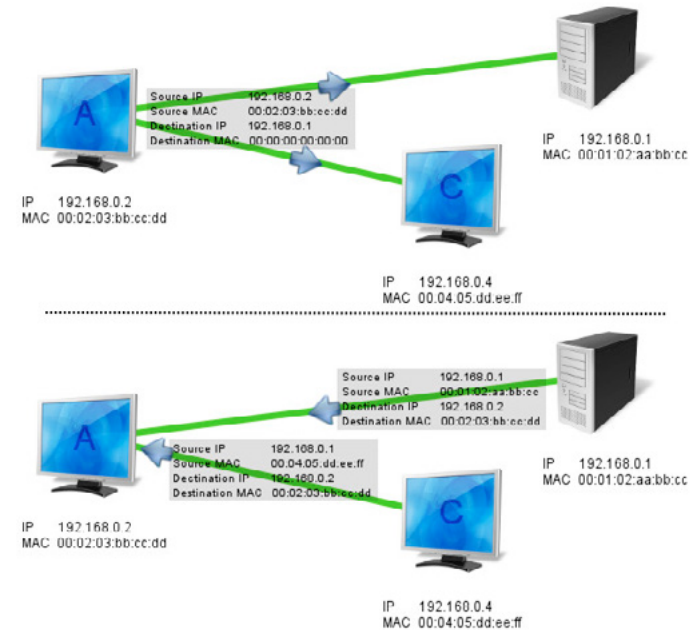 A
Source IP 192.168.0.2
Source MAC 00:02:03:bb:cc:dd
Destination IP 192.168.0.1
Destination MAC 00:00:00:00:00:00
IP 192.168.0.1
MAC 00:01:02:aa:bb:cc
C
IP 192.168.0.2
MAC 00:02:03:bb:cc:dd
IP 192.168.0.4
MAC 00.04.05.dd.ee.ff
Source IP 192.168.0.1
Source MAC 00:01:02:aa:bb:cc
Destination IP 192.168.0.2
Destination MAC 00:02:03:bb:cc:dd
A
Source IP 192.168.0.1
Source MAC 00.04.05.dd.ee.ff
Destination IP 192.168.0.2
Destination MAC 00:02:03:bb:cc:dd
IP 192.168.0.1
MAC 00:01:02:aa:bb:cc
C
IP 192.168.0.2
MAC 00:02:03:bb:cc:dd
IP 192.168.0.4
MAC 00:04:05:dd:ee:ff